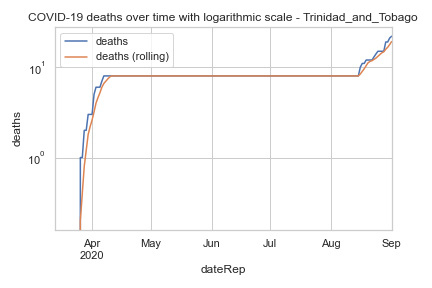 COVID-19 deaths over time with logarithmic scale - Trinidad_and_Tobago
deaths
deaths (rolling)
10^1
10^0
deaths
Apr
2020
May
Jun
Jul
Aug
Sep
dateRep